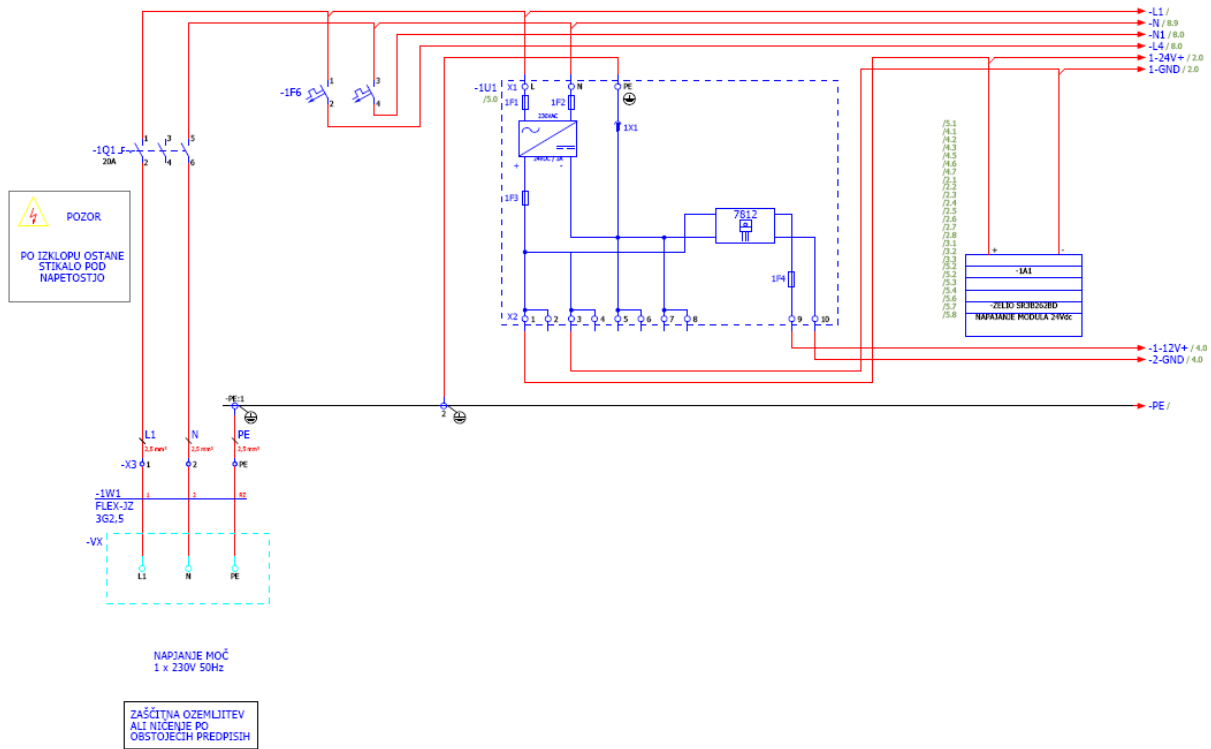 -L1 /
-N / 8.9
-N1 / 8.0
-L4 / 8.0
1-24V+ / 2.0
1-GND / 2.0
-1F6
1
2
3
4
-1U1
/5.0
X1
L
N
PE
1F1
1F2
230VAC
1X1
+
-
1F3
7812
1F4
X2
1
2
3
4
5
6
7
8
9
10
-1Q1
20A
1
2
3
4
5
6
POZOR
PO IZKLOPU OSTANE
STIKALO POD
NAPETOSTJO
/5.1
/4.1
/4.2
/4.3
/4.5
/4.6
/4.7
/2.1
/2.2
/2.3
/2.4
/2.5
/2.6
/2.7
/2.8
/3.1
/3.2
/3.3
/5.2
/5.2
/5.3
/5.4
/5.6
/5.7
/5.8
+
-
-1A1
-ZELIO SR3B262BD
NAPAJANJE MODULA 24Vdc
-1-12V+ / 4.0
-2-GND / 4.0
-PE:1
2
-PE /
L1
N
PE
2,5 mm²
2,5 mm²
2,5 mm²
-X3
1
2
PE
-1W1
FLEX-JZ
3G2,5
1
2
-VX
L1
N
PE
NAPJANJE MOČ
1 x 230V 50Hz
ZAŠČITNA OZEMLJITEV
ALI NIČENJE PO
OBSTOJEĆIH PREDPISIH